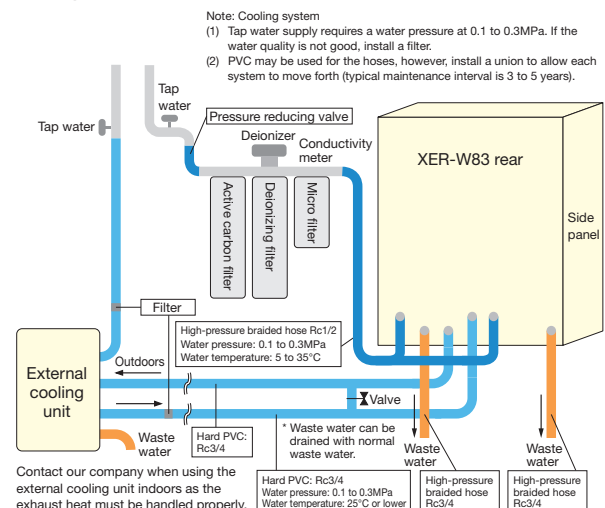 Note: Cooling system
(1) Tap water supply requires a water pressure at 0.1 to 0.3MPa. If the
water quality is not good, install a filter.
(2) PVC may be used for the hoses, however, install a union to allow each
system to move forth (typical maintenance interval is 3 to 5 years).
Tap
water
Tap water
Pressure reducing valve
Deionizer
Conductivity
meter
XER-W83 rear
Active carbon filter
Deionizing filter
Micro filter
Side
panel
Filter
High-pressure braided hose Rc1/2
Water pressure: 0.1 to 0.3MPa
Water temperature: 5 to 35°C
External
cooling
unit
Outdoors
Valve
Waste
water
Hard PVC:
Rc3/4
* Waste water can be
drained with normal
waste water.
Waste
water
Waste
water
Contact our company when using the
external cooling unit indoors as the
exhaust heat must be handled properly.
Hard PVC: Rc3/4
Water pressure: 0.1 to 0.3MPa
Water temperature: 25°C or lower
High-pressure
braided hose
Rc3/4
High-pressure
braided hose
Rc3/4